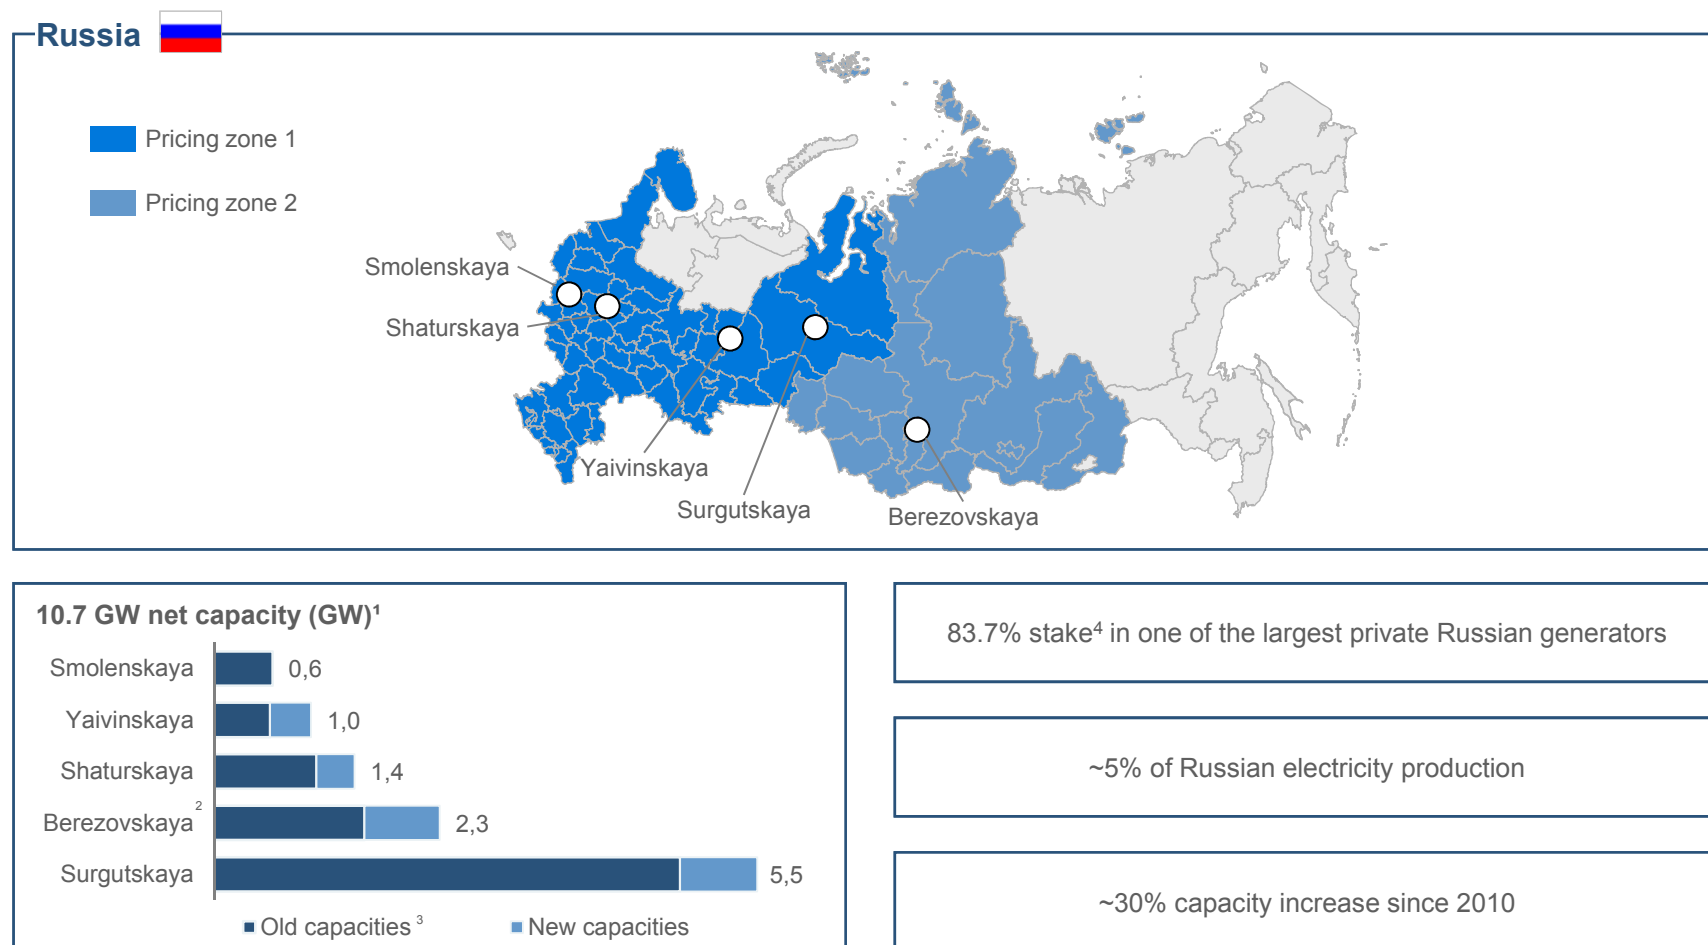 Russia
Pricing zone 1
Pricing zone 2
Smolenskaya
Shaturskaya
Yaivinskaya
Surgutskaya
Berezovskaya
10.7 GW net capacity (GW)¹
Smolenskaya 0,6
Yaivinskaya 1,0
Shaturskaya 1,4
Berezovskaya² 2,3
Surgutskaya 5,5
Old capacities ³ New capacities
83.7% stake⁴ in one of the largest private Russian generators
~5% of Russian electricity production
~30% capacity increase since 2010